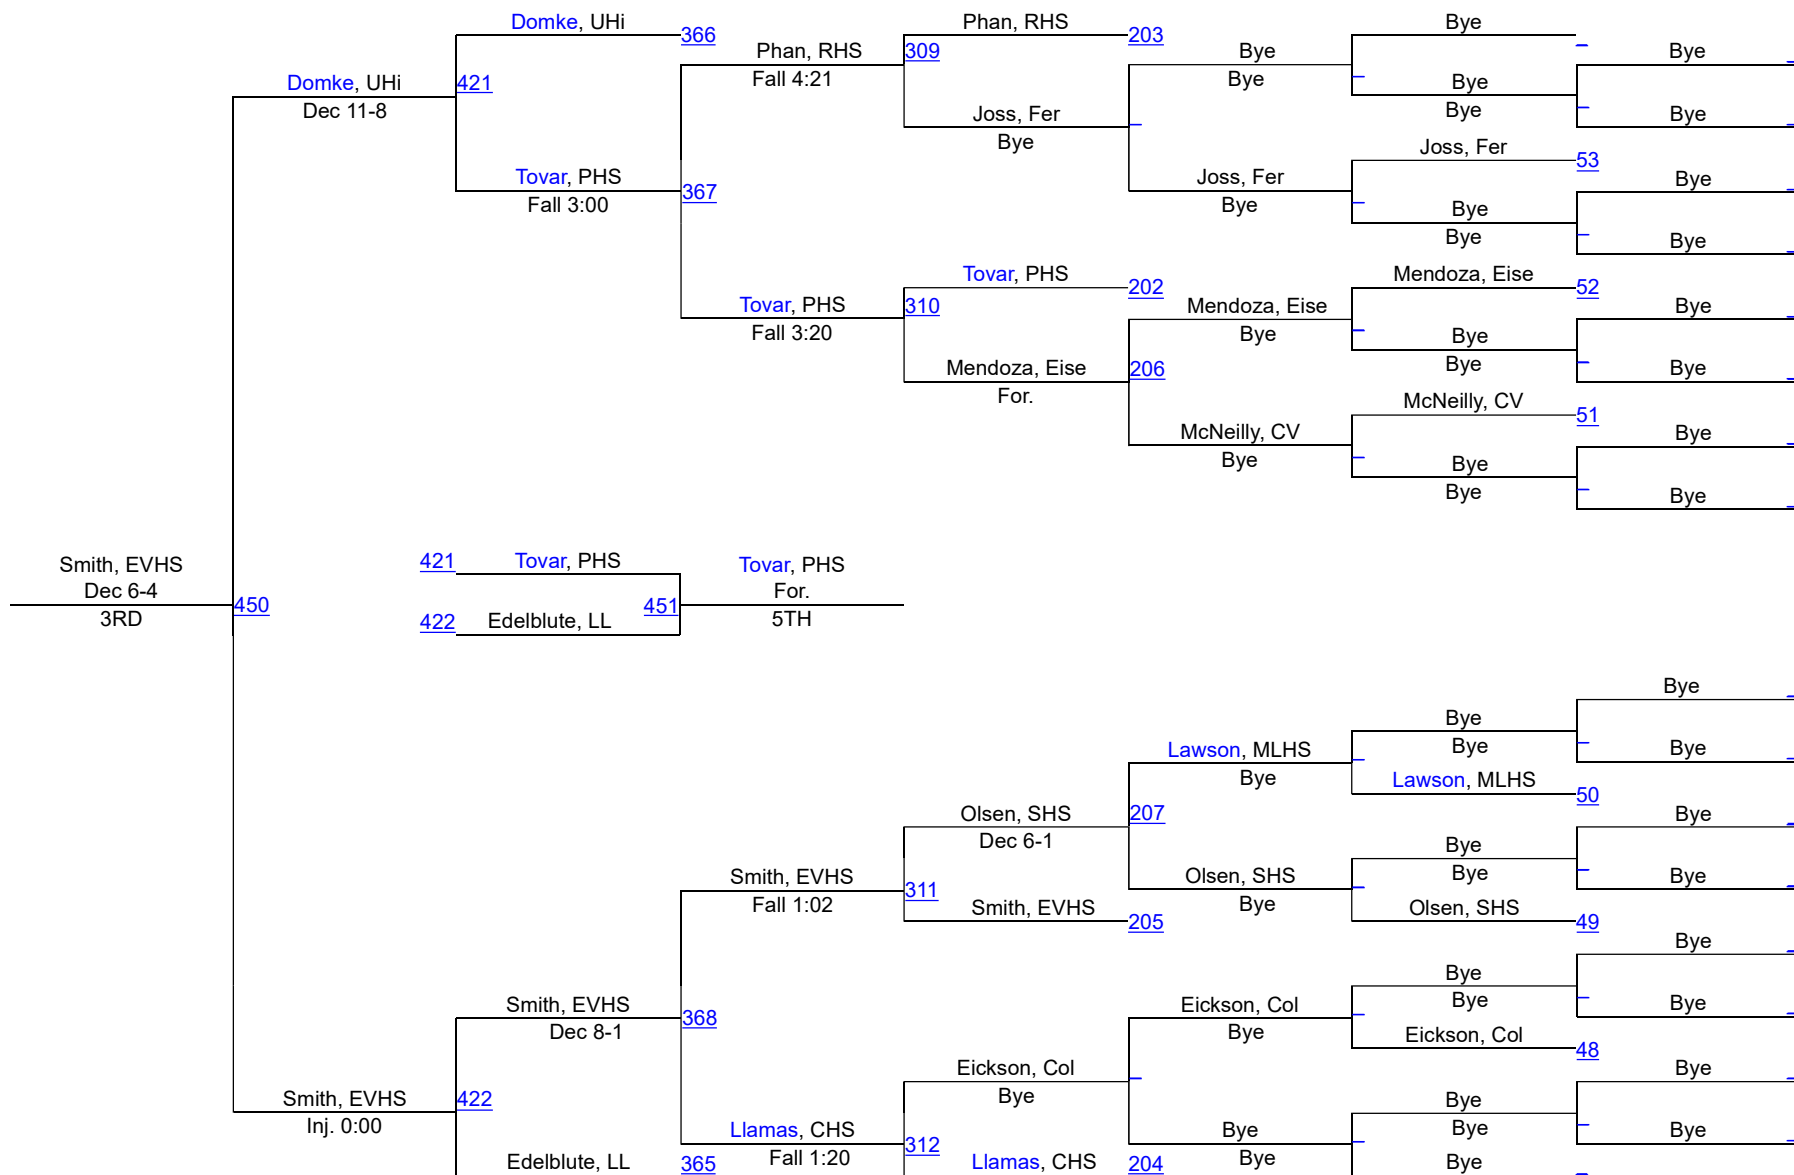 Domke, UHi
366
Phan, RHS
203
Bye
Phan, RHS
309
Bye
Bye
Fall 4:21
Bye
Domke, UHi
421
Bye
Dec 11-8
Joss, Fer
Bye
Bye
Bye
Joss, Fer
53
Tovar, PHS
367
Joss, Fer
Bye
Fall 3:00
Bye
Bye
Bye
Bye
Tovar, PHS
202
Mendoza, Eise
52
Tovar, PHS
310
Mendoza, Eise
Bye
Fall 3:20
Bye
Bye
Mendoza, Eise
206
Bye
Bye
For.
McNeilly, CV
51
McNeilly, CV
Bye
Bye
Bye
Bye
Bye
Smith, EVHS
421
Tovar, PHS
Tovar, PHS
Dec 6-4
450
For.
3RD
422
Edelblute, LL
451
5TH
Bye
Bye
Lawson, MLHS
Bye
Bye
Bye
Lawson, MLHS
50
Olsen, SHS
207
Bye
Dec 6-1
Bye
Smith, EVHS
311
Olsen, SHS
Bye
Bye
Fall 1:02
Smith, EVHS
205
Bye
Olsen, SHS
49
Bye
Bye
Smith, EVHS
368
Eickson, Col
Bye
Bye
Dec 8-1
Bye
Eickson, Col
48
Eickson, Col
Bye
Smith, EVHS
422
Bye
Bye
Inj. 0:00
Llamas, CHS
312
Bye
Bye
Bye
Edelblute, LL
365
Fall 1:20
Llamas, CHS
204
Bye
Bye